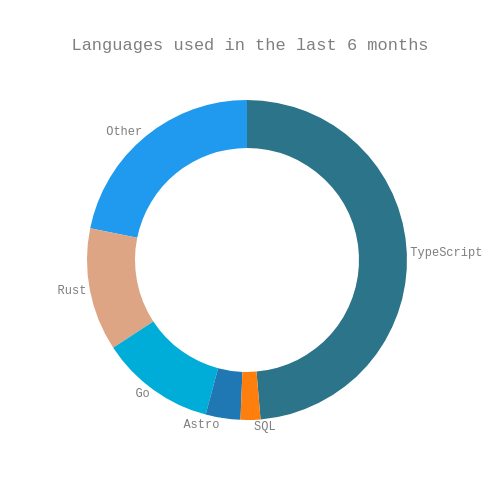 Languages used in the last 6 months
Other
TypeScript
Rust
Go
Astro
SQL